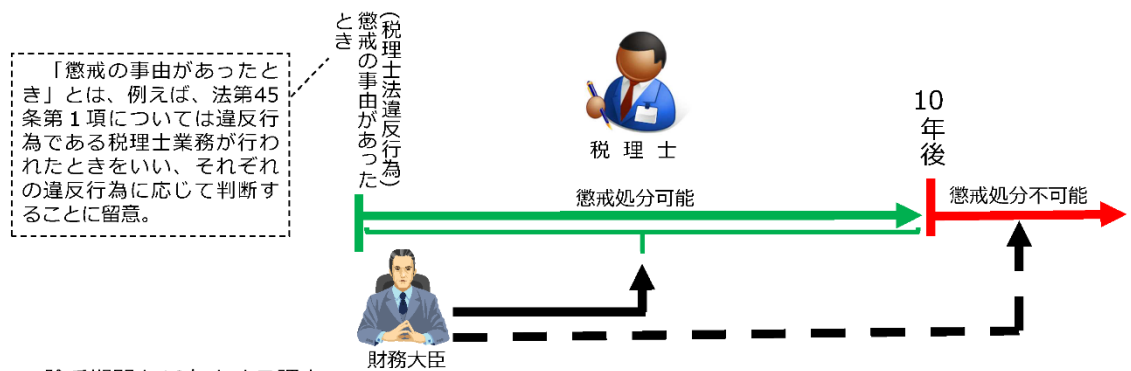 「懲戒の事由があったと
き」とは、例えば、法第45
条第１項については違反行
為である税理士業務が行わ
れたときをいい、それぞれ
の違反行為に応じて判断す
ることに留意。
(税理士法違反行為)
懲戒の事由があった
とき
税 理 士
10年後
懲戒処分可能
懲戒処分不可能
財務大臣